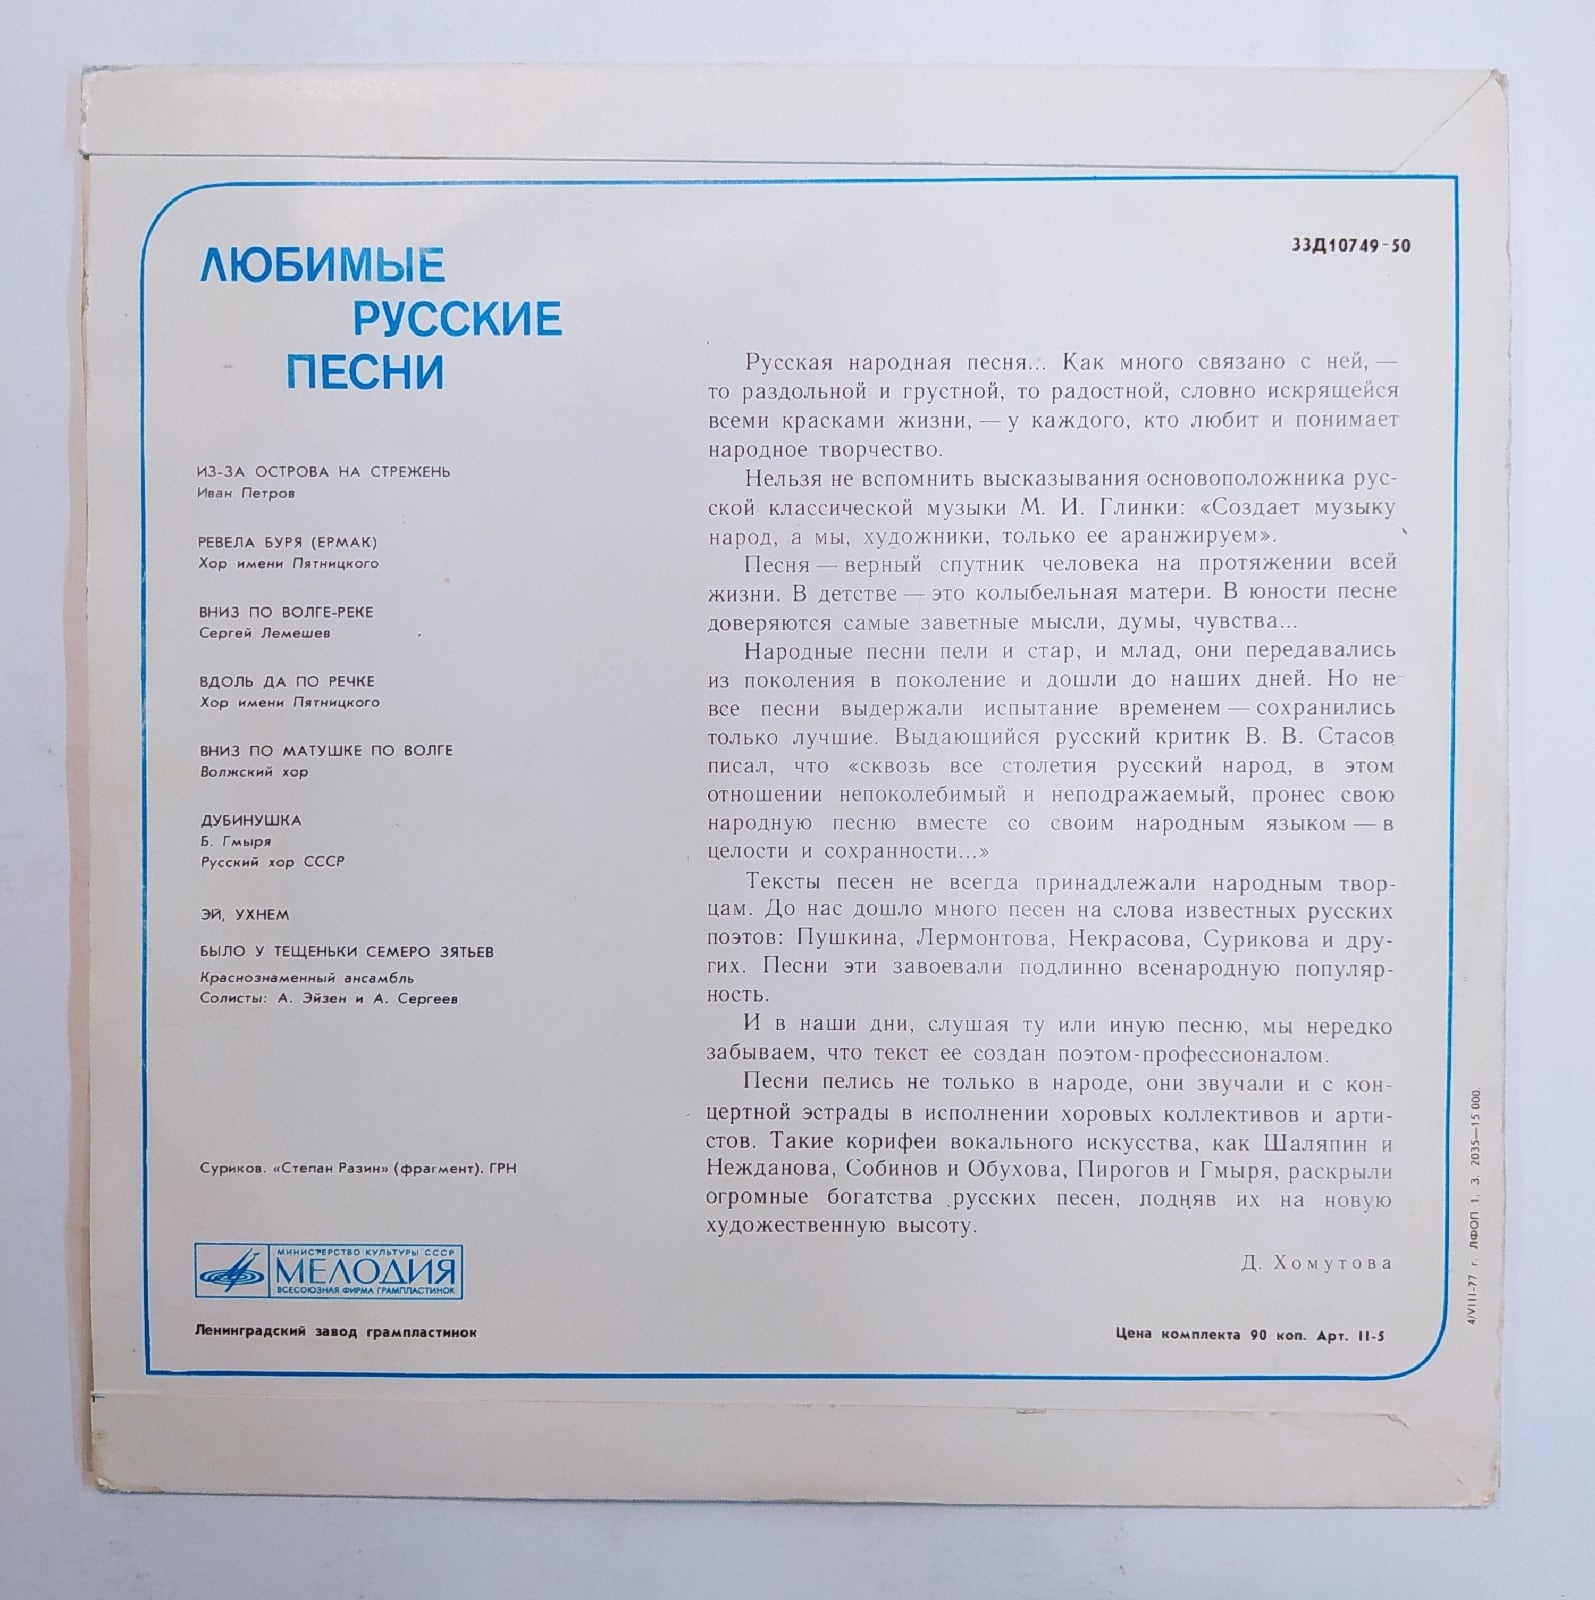 ЛЮБИМЫЕ
РУССКИЕ
ПЕСНИ
ИЗ-ЗА ОСТРОВА НА СТРЕЖЕНЬ
Иван Петров
РЕВЕЛА БУРЯ (ЕРМАК)
Хор имени Пятницкого
ВНИЗ ПО ВОЛГЕ-РЕКЕ
Сергей Лемешев
ВДОЛЬ ДА ПО РЕЧКЕ
Хор имени Пятницкого
ВНИЗ ПО МАТУШКЕ ПО ВОЛГЕ
Волжский хор
ДУБИНУШКА
Б. Гмыря
Русский хор СССР
ЭЙ, УХНЕМ
БЫЛО У ТЕЩЕНЬКИ СЕМЕРО ЗЯТЬЕВ
Краснознаменный ансамбль
Солисты: А. Эйзен и А. Сергеев
Суриков. «Степан Разин» (фрагмент). ГРН
МИНИСТЕРСТВО КУЛЬТУРЫ СССР
МЕЛОДИЯ
ВСЕСОЮЗНАЯ ФИРМА ГРАМПЛАСТИНОК
Ленинградский завод грампластинок
33Д10749-50
Русская народная песня... Как много связано с ней, —
то раздольной и грустной, то радостной, словно искрящейся
всеми красками жизни, — у каждого, кто любит и понимает
народное творчество.
Нельзя не вспомнить высказывания основоположника рус-
ской классической музыки М. И. Глинки: «Создает музыку
народ, а мы, художники, только ее аранжируем».
Песня — верный спутник человека на протяжении всей
жизни. В детстве — это колыбельная матери. В юности песне
доверяются самые заветные мысли, думы, чувства...
Народные песни пели и стар, и млад, они передавались
из поколения в поколение и дошли до наших дней. Но не
все песни выдержали испытание временем — сохранились
только лучшие. Выдающийся русский критик В. В. Стасов
писал, что «сквозь все столетия русский народ, в этом
отношении непоколебимый и неподражаемый, пронес свою
народную песню вместе со своим народным языком — в
целости и сохранности...»
Тексты песен не всегда принадлежали народным твор-
цам. До нас дошло много песен на слова известных русских
поэтов: Пушкина, Лермонтова, Некрасова, Сурикова и дру-
гих. Песни эти завоевали подлинно всенародную популяр-
ность.
И в наши дни, слушая ту или иную песню, мы нередко
забываем, что текст ее создан поэтом-профессионалом.
Песни пелись не только в народе, они звучали и с кон-
цертной эстрады в исполнении хоровых коллективов и арти-
стов. Такие корифеи вокального искусства, как Шаляпин и
Нежданова, Собинов и Обухова, Пирогов и Гмыря, раскрыли
огромные богатства русских песен, подняв их на новую
художественную высоту.
Д. Хомутова
Цена комплекта 90 коп. Арт. II-5
4/VIII-77 г. ЛФОП 1. З. 2035—15 000.